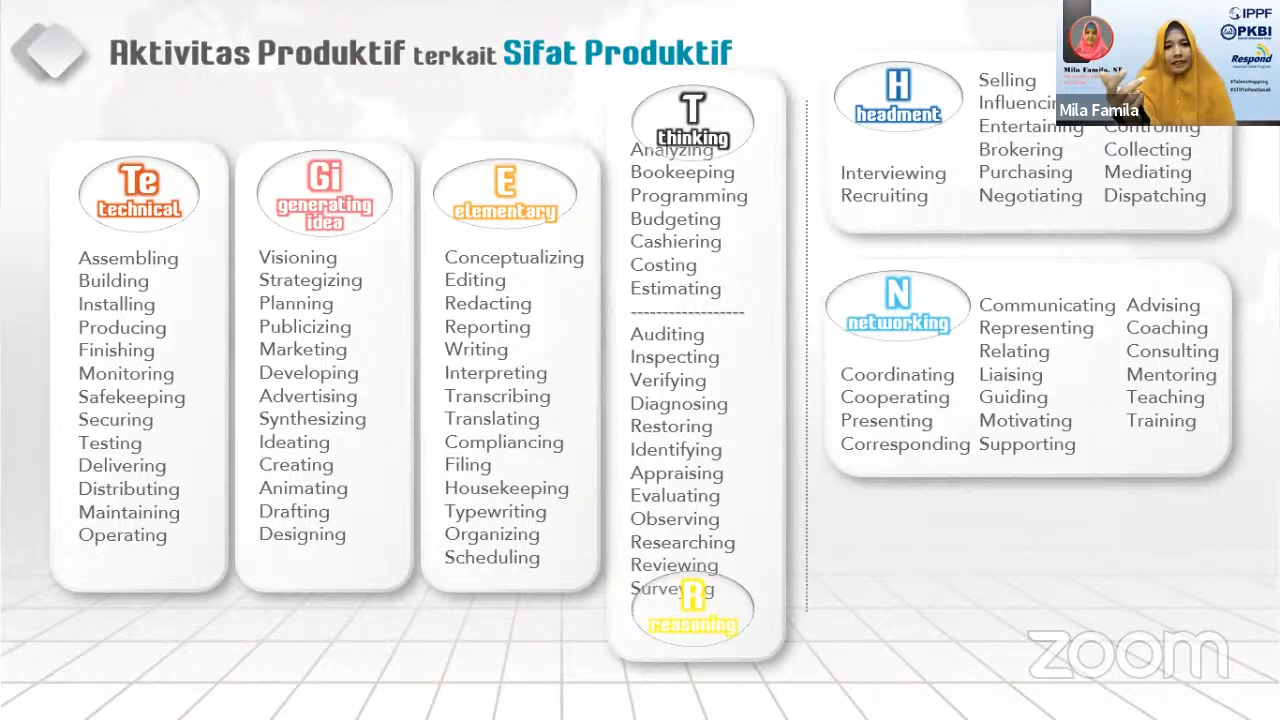 Aktivitas Produktif terkait Sifat Produktif
Te
technical
Assembling
Building
Installing
Producing
Finishing
Monitoring
Safekeeping
Securing
Testing
Delivering
Distributing
Maintaining
Operating
Gi
generating
idea
Visioning
Strategizing
Planning
Publicizing
Marketing
Developing
Advertising
Synthesizing
Ideating
Creating
Animating
Drafting
Designing
E
elementary
Conceptualizing
Editing
Redacting
Reporting
Writing
Interpreting
Transcribing
Translating
Compliancing
Filing
Housekeeping
Typewriting
Organizing
Scheduling
T
thinking
Analyzing
Bookeeping
Programming
Budgeting
Cashiering
Costing
Estimating
-------------------
Auditing
Inspecting
Verifying
Diagnosing
Restoring
Identifying
Appraising
Evaluating
Observing
Researching
Reviewing
R
reasoning
H
headment
Interviewing
Recruiting
Selling
Entertaining
Brokering
Purchasing
Negotiating
Controlling
Collecting
Mediating
Dispatching
N
networking
Coordinating
Cooperating
Presenting
Corresponding
Communicating
Representing
Relating
Liaising
Guiding
Motivating
Supporting
Advising
Coaching
Consulting
Mentoring
Teaching
Training
IPPF
PKBI
Respond
Mila Famila, ST
Mila Famila
zoom